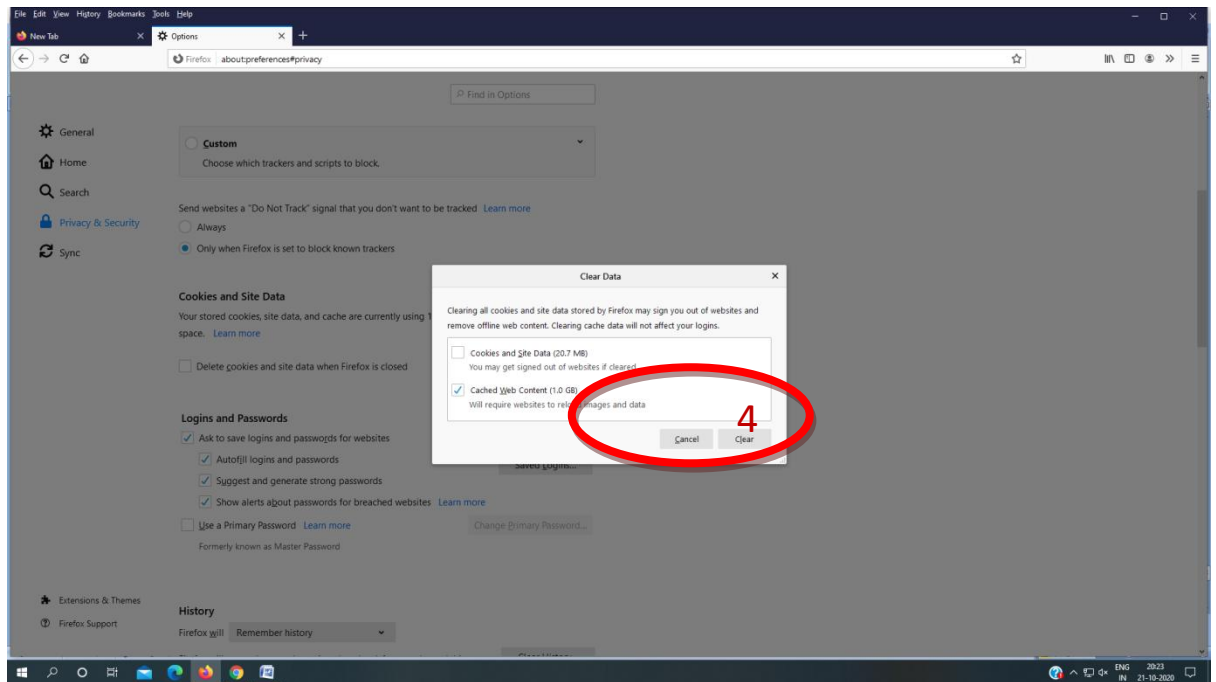 File Edit View History Bookmarks Tools Help
New Tab
Options
Firefox about:preferences#privacy
Find in Options
General
Home
Search
Privacy & Security
Sync
Custom
Choose which trackers and scripts to block.
Send websites a "Do Not Track" signal that you don't want to be tracked Learn more
Always
Only when Firefox is set to block known trackers
Cookies and Site Data
Your stored cookies, site data, and cache are currently using 1
space. Learn more
Delete cookies and site data when Firefox is closed
Clear Data
Clearing all cookies and site data stored by Firefox may sign you out of websites and
remove offline web content. Clearing cache data will not affect your logins.
Cookies and Site Data (20.7 MB)
You may get signed out of websites if cleared
Cached Web Content (1.0 GB)
Will require websites to reload images and data
4
Cancel Clear
Logins and Passwords
Ask to save logins and passwords for websites
Autofill logins and passwords
Saved Logins...
Suggest and generate strong passwords
Show alerts about passwords for breached websites Learn more
Use a Primary Password Learn more
Change Primary Password...
Formerly known as Master Password
History
Firefox will Remember history
Extensions & Themes
Firefox Support
ENG 20:23
IN 21-10-2020